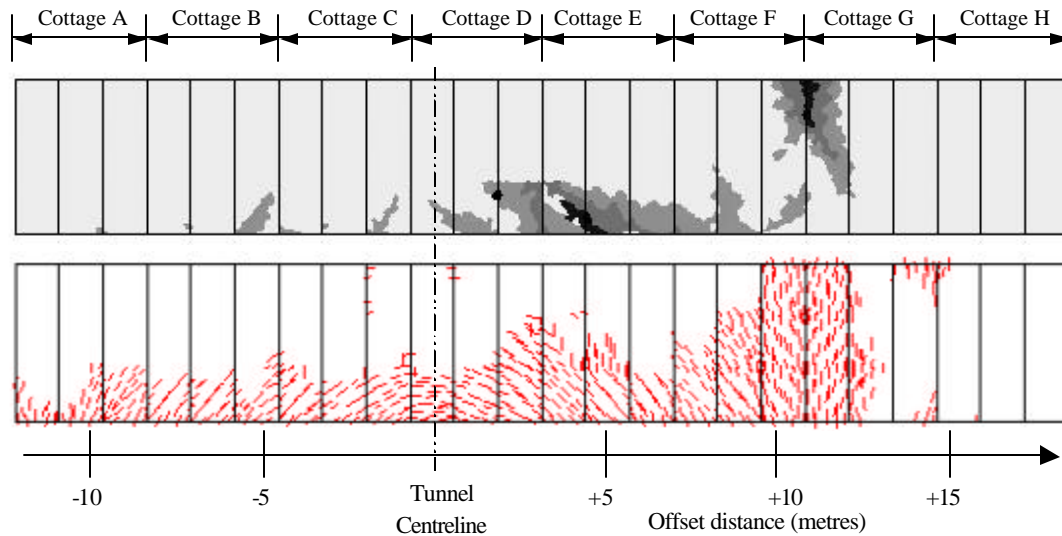 Cottage A Cottage B Cottage C Cottage D Cottage E Cottage F Cottage G Cottage H
-10 -5 Tunnel +5 +10 +15
Centreline Offset distance (metres)